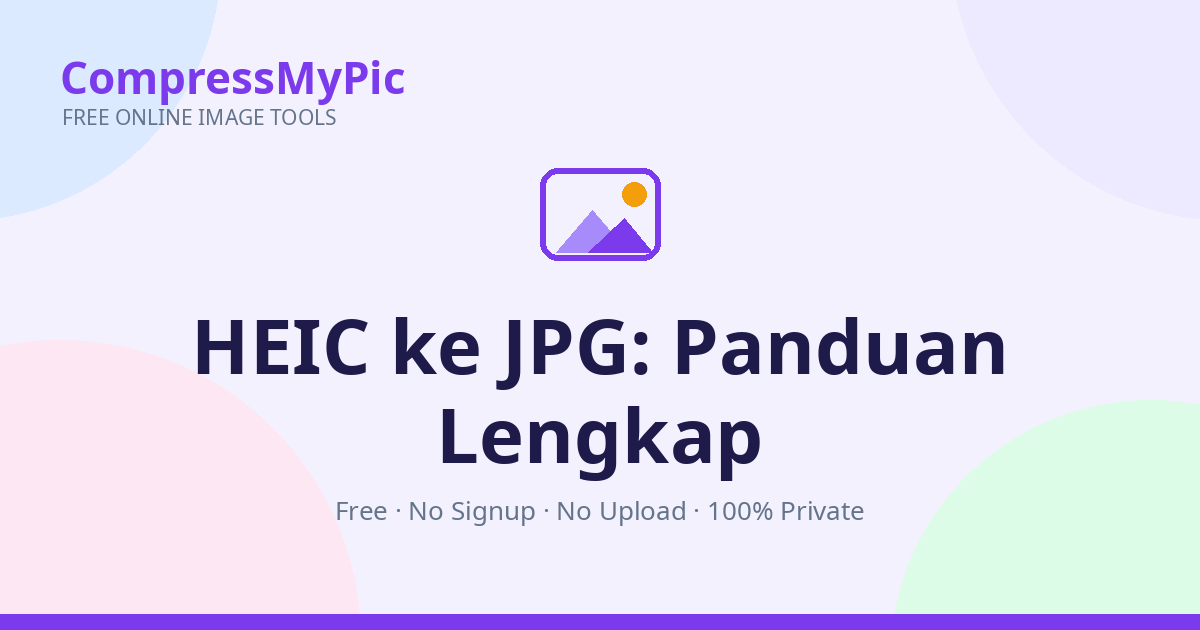 CompressMyPic
FREE ONLINE IMAGE TOOLS
HEIC ke JPG: Panduan
Lengkap
Free · No Signup · No Upload · 100% Private